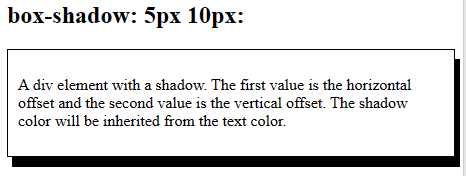 box-shadow: 5px 10px:
A div element with a shadow. The first value is the horizontal
offset and the second value is the vertical offset. The shadow
color will be inherited from the text color.